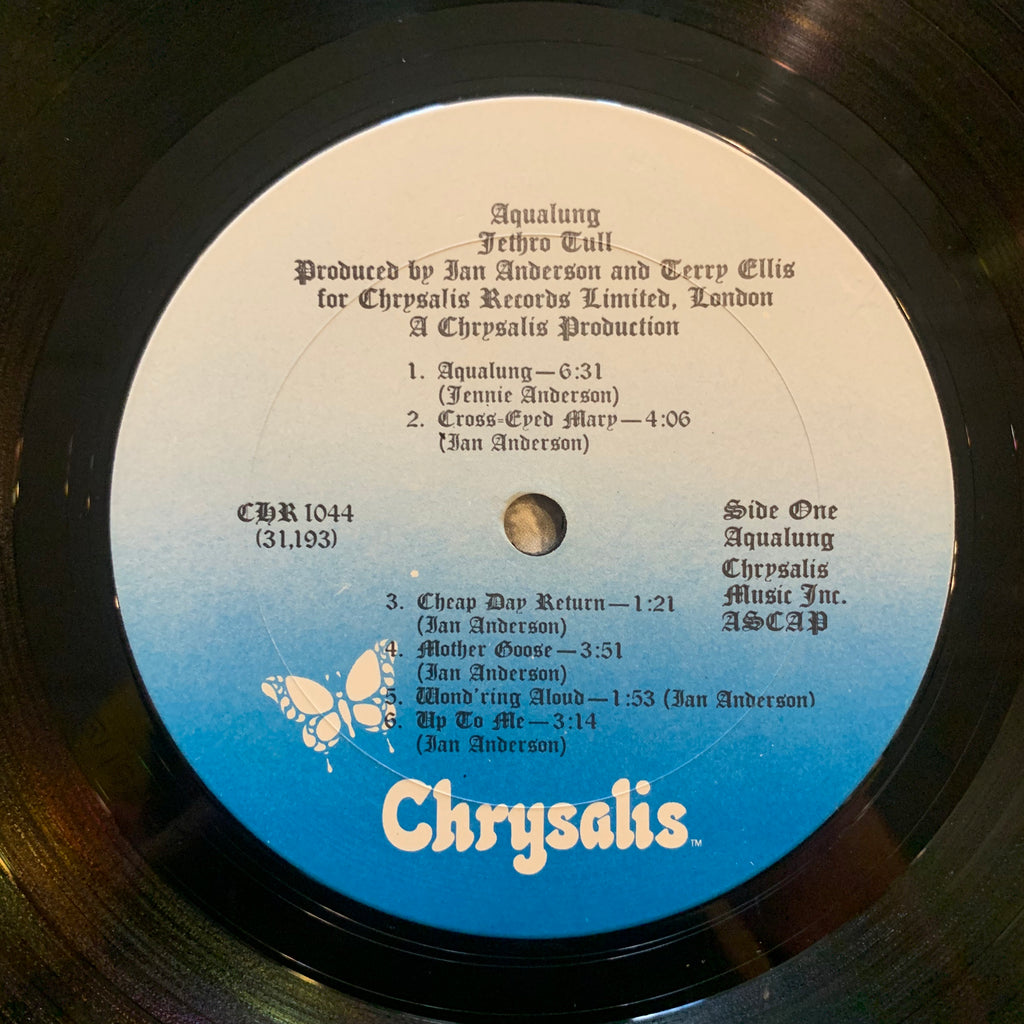 Aqualung
Jethro Tull
Produced by Ian Anderson and Terry Ellis
for Chrysalis Records Limited, London
A Chrysalis Production
1. Aqualung—6:31
(Jennie Anderson)
2. Cross-Eyed Mary—4:06
(Ian Anderson)
CHR 1044
(31,193)
Side One
Aqualung
Chrysalis
Music Inc.
ASCAP
3. Cheap Day Return—1:21
(Ian Anderson)
4. Mother Goose—3:51
(Ian Anderson)
5. Wond'ring Aloud—1:53 (Ian Anderson)
6. Up To Me—3:14
(Ian Anderson)
Chrysalis™